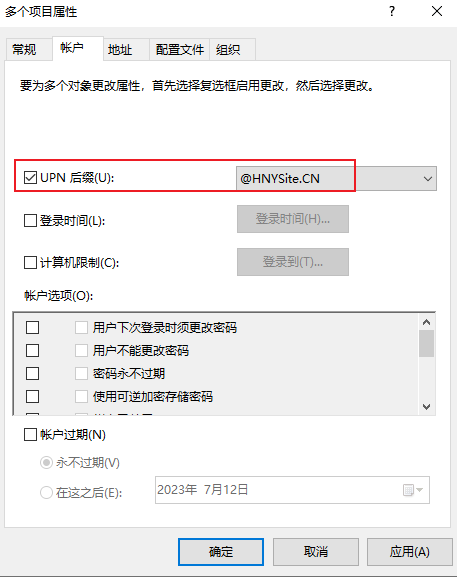 多个项目属性
常规 帐户 地址 配置文件 组织
要为多个对象更改属性，首先选择复选框启用更改，然后选择更改。
UPN 后缀(U): @HNYSite.CN
登录时间(L): 登录时间(H)...
计算机限制(C): 登录到(T)...
帐户选项(O):
用户下次登录时须更改密码
用户不能更改密码
密码永不过期
使用可逆加密存储密码
帐户过期(N)
永不过期(V)
在这之后(E): 2023年 7月12日
确定 取消 应用(A)